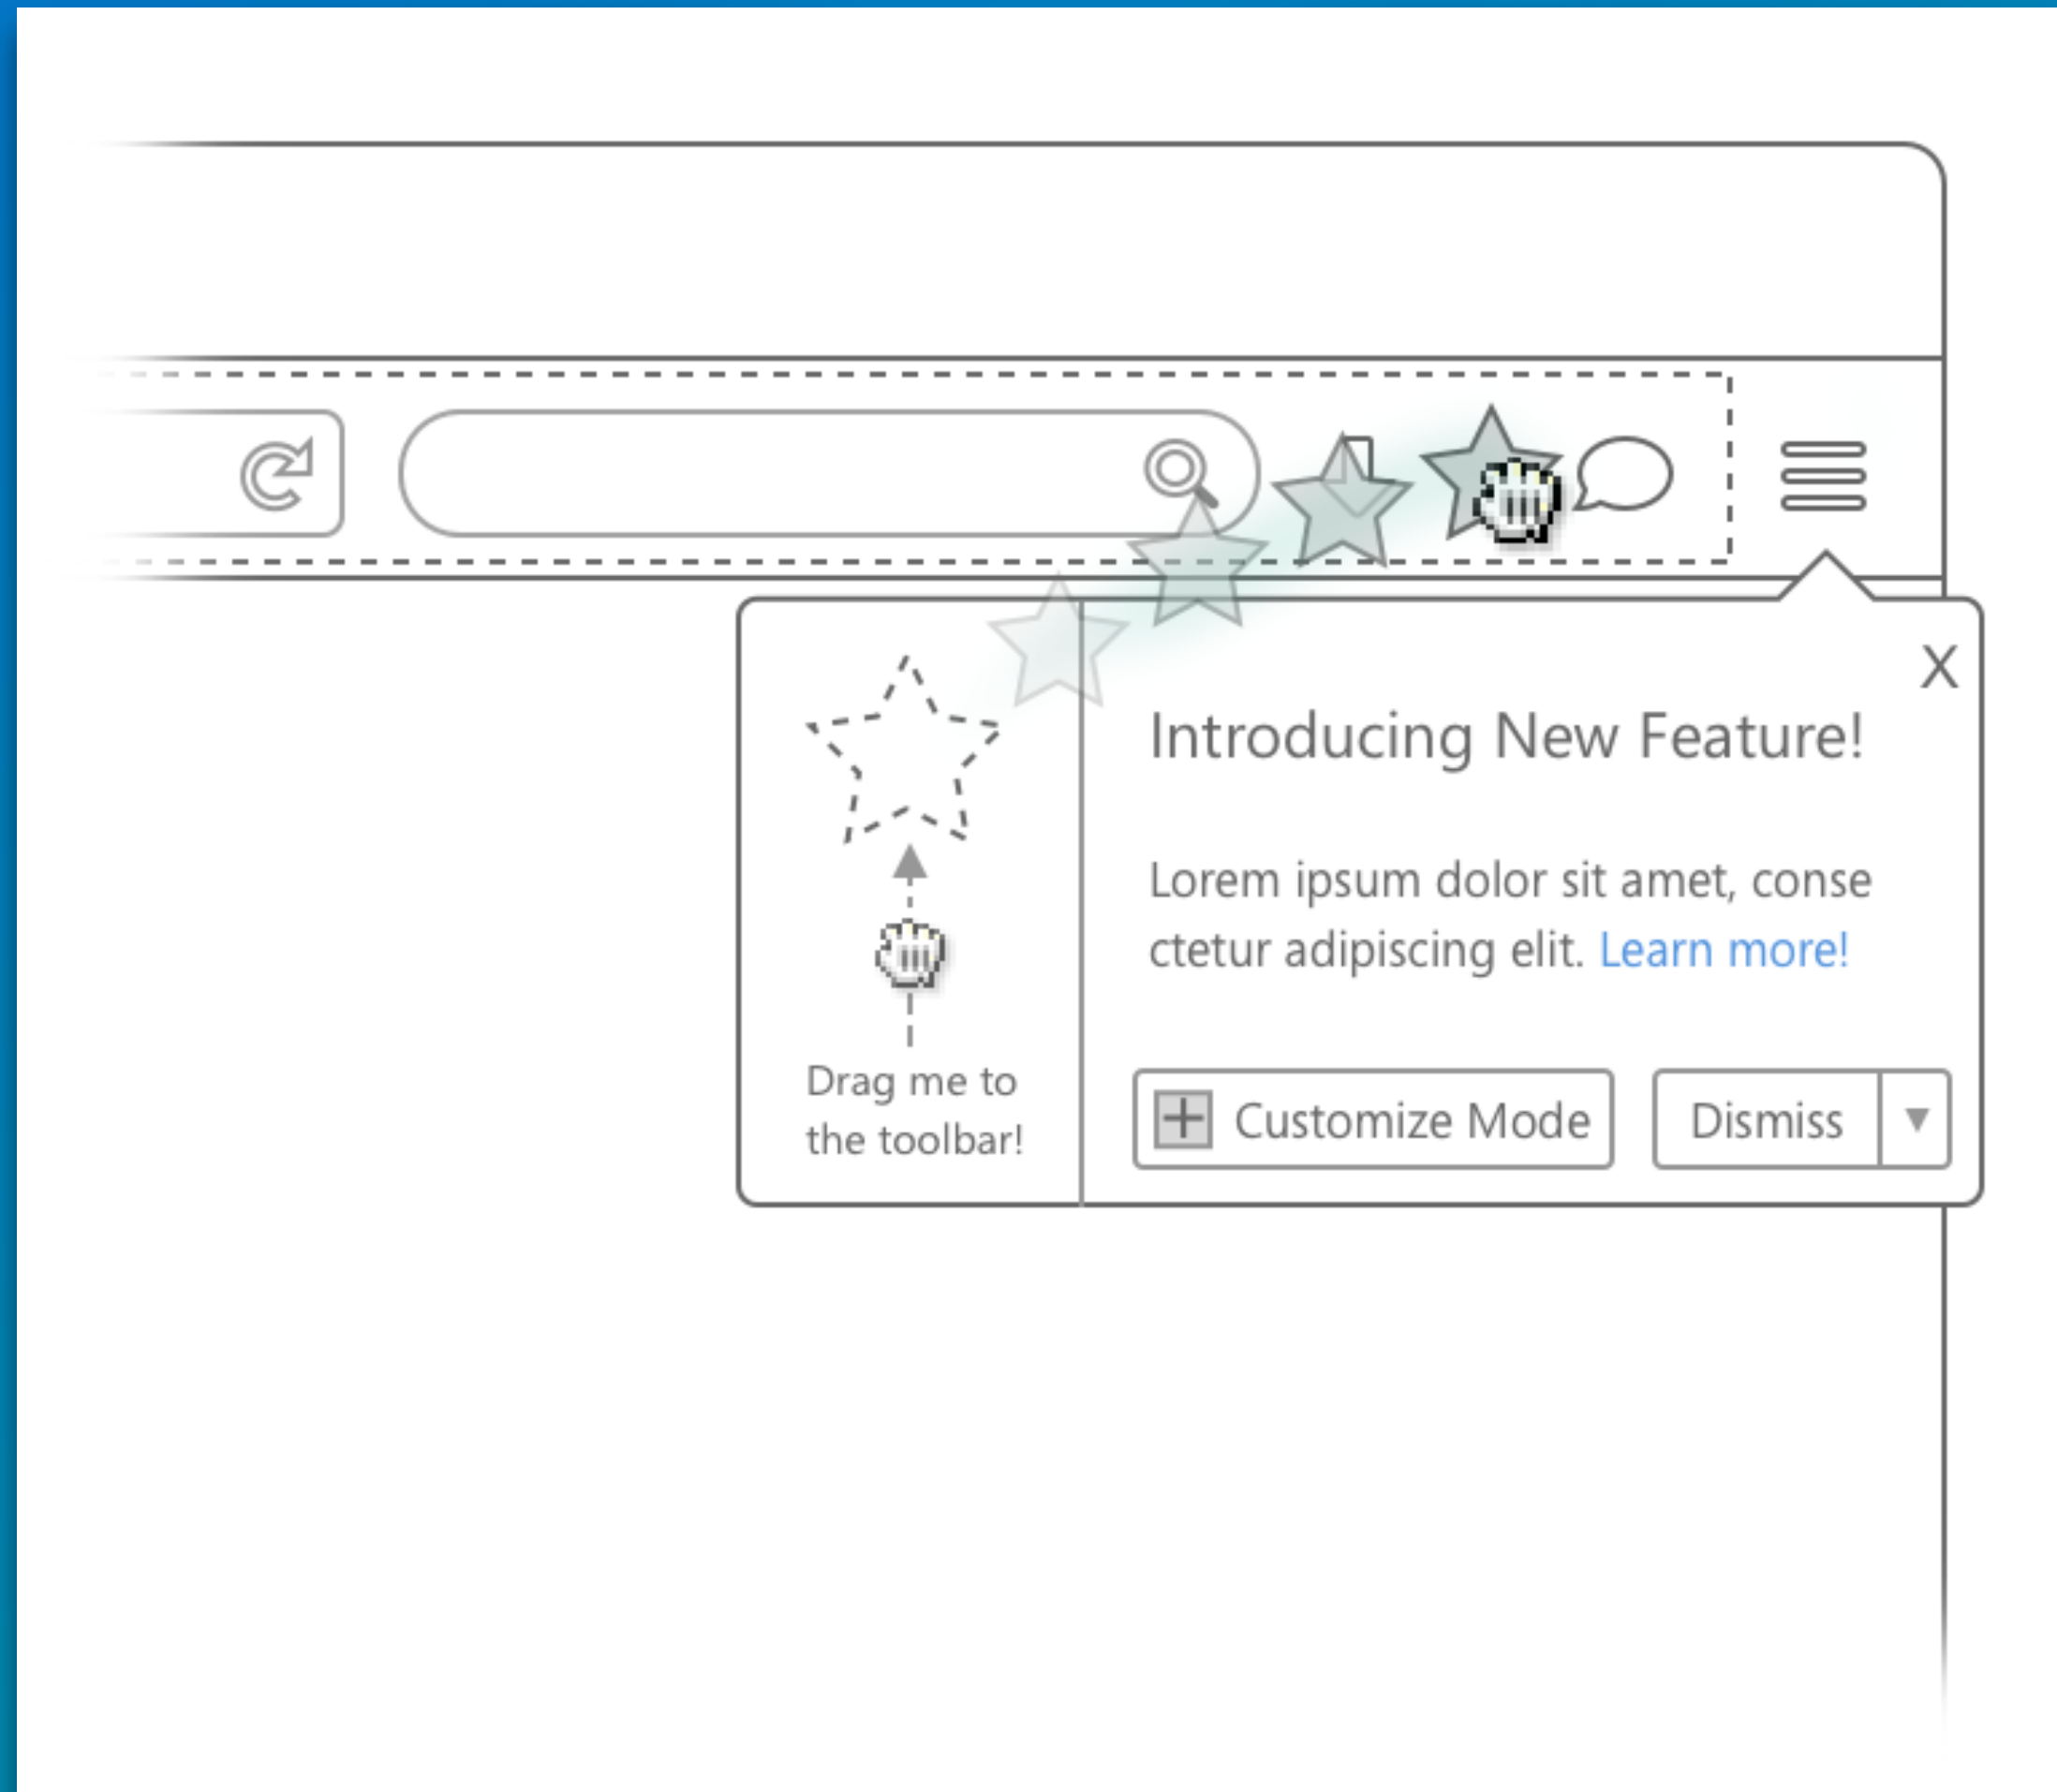 X
Introducing New Feature!
Lorem ipsum dolor sit amet, conse
ctetur adipiscing elit. Learn more!
Drag me to
the toolbar!
Customize Mode
Dismiss